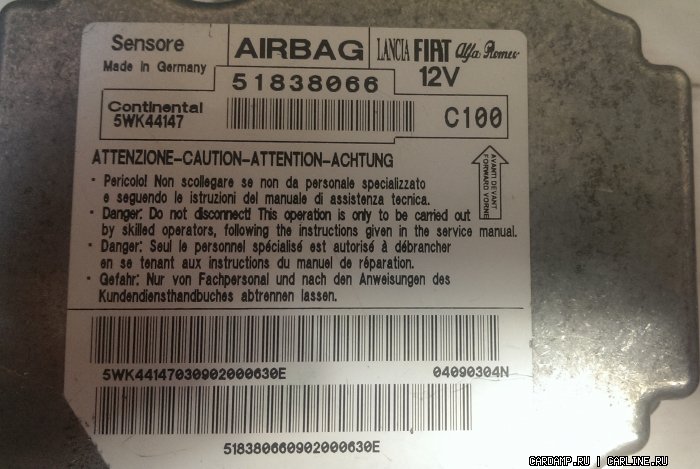 Sensore AIRBAG LANCIA FIAT Alfa Romeo
Made in Germany 51838066 12V
Continental
5WK44147 C100
ATTENZIONE-CAUTION-ATTENTION-ACHTUNG
AVANTI DEVANT
FORWARD VORNE
· Pericolo! Non scollegare se non da personale specializzato
e seguendo le istruzioni del manuale di assistenza tecnica.
· Danger: Do not disconnect! This operation is only to be carried out
by skilled operators, following the instructions given in the service manual.
· Danger: Seul le personnel spécialisé est autorisé à débrancher
en se tenant aux instructions du manuel de réparation.
· Gefahr: Nur von Fachpersonal und nach den Anweisungen des
Kundendiensthandbuches abtrennen lassen.
5WK44147030902000630E 04090304N
518380660902000630E
CARDAMP.RU | CARLINE.RU